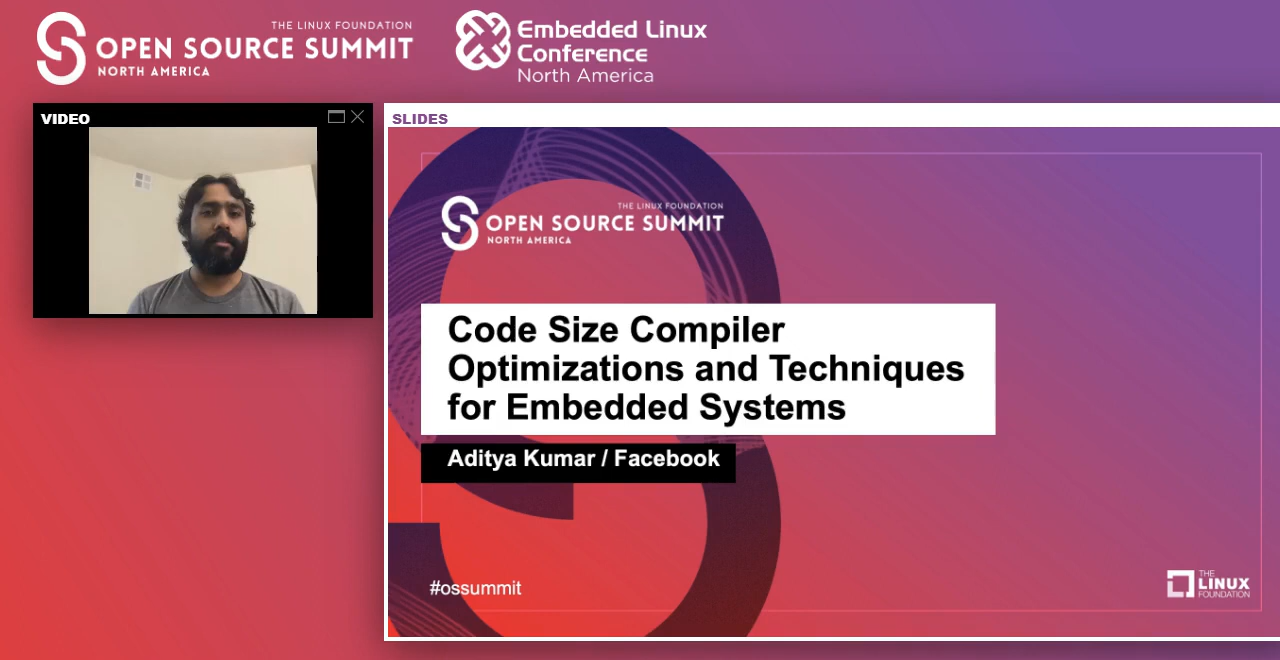 THE LINUX FOUNDATION
OPEN SOURCE SUMMIT
NORTH AMERICA
Embedded Linux
Conference
North America
VIDEO
SLIDES
THE LINUX FOUNDATION
OPEN SOURCE SUMMIT
NORTH AMERICA
Code Size Compiler
Optimizations and Techniques
for Embedded Systems
Aditya Kumar / Facebook
#ossummit
THE
LINUX
FOUNDATION